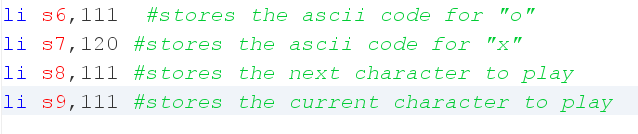 li s6,111  #stores the ascii code for "o"
li s7,120 #stores the ascii code for "x"
li s8,111 #stores the next character to play
li s9,111 #stores the current character to play